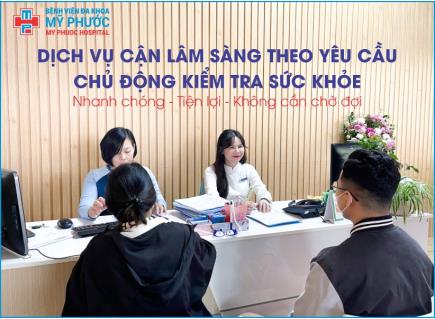 BỆNH VIỆN ĐA KHOA
MỸ PHƯỚC
MY PHUOC HOSPITAL
DỊCH VỤ CẬN LÂM SÀNG THEO YÊU CẦU
CHỦ ĐỘNG KIỂM TRA SỨC KHỎE
Nhanh chóng - Tiện lợi - Không cần chờ đợi